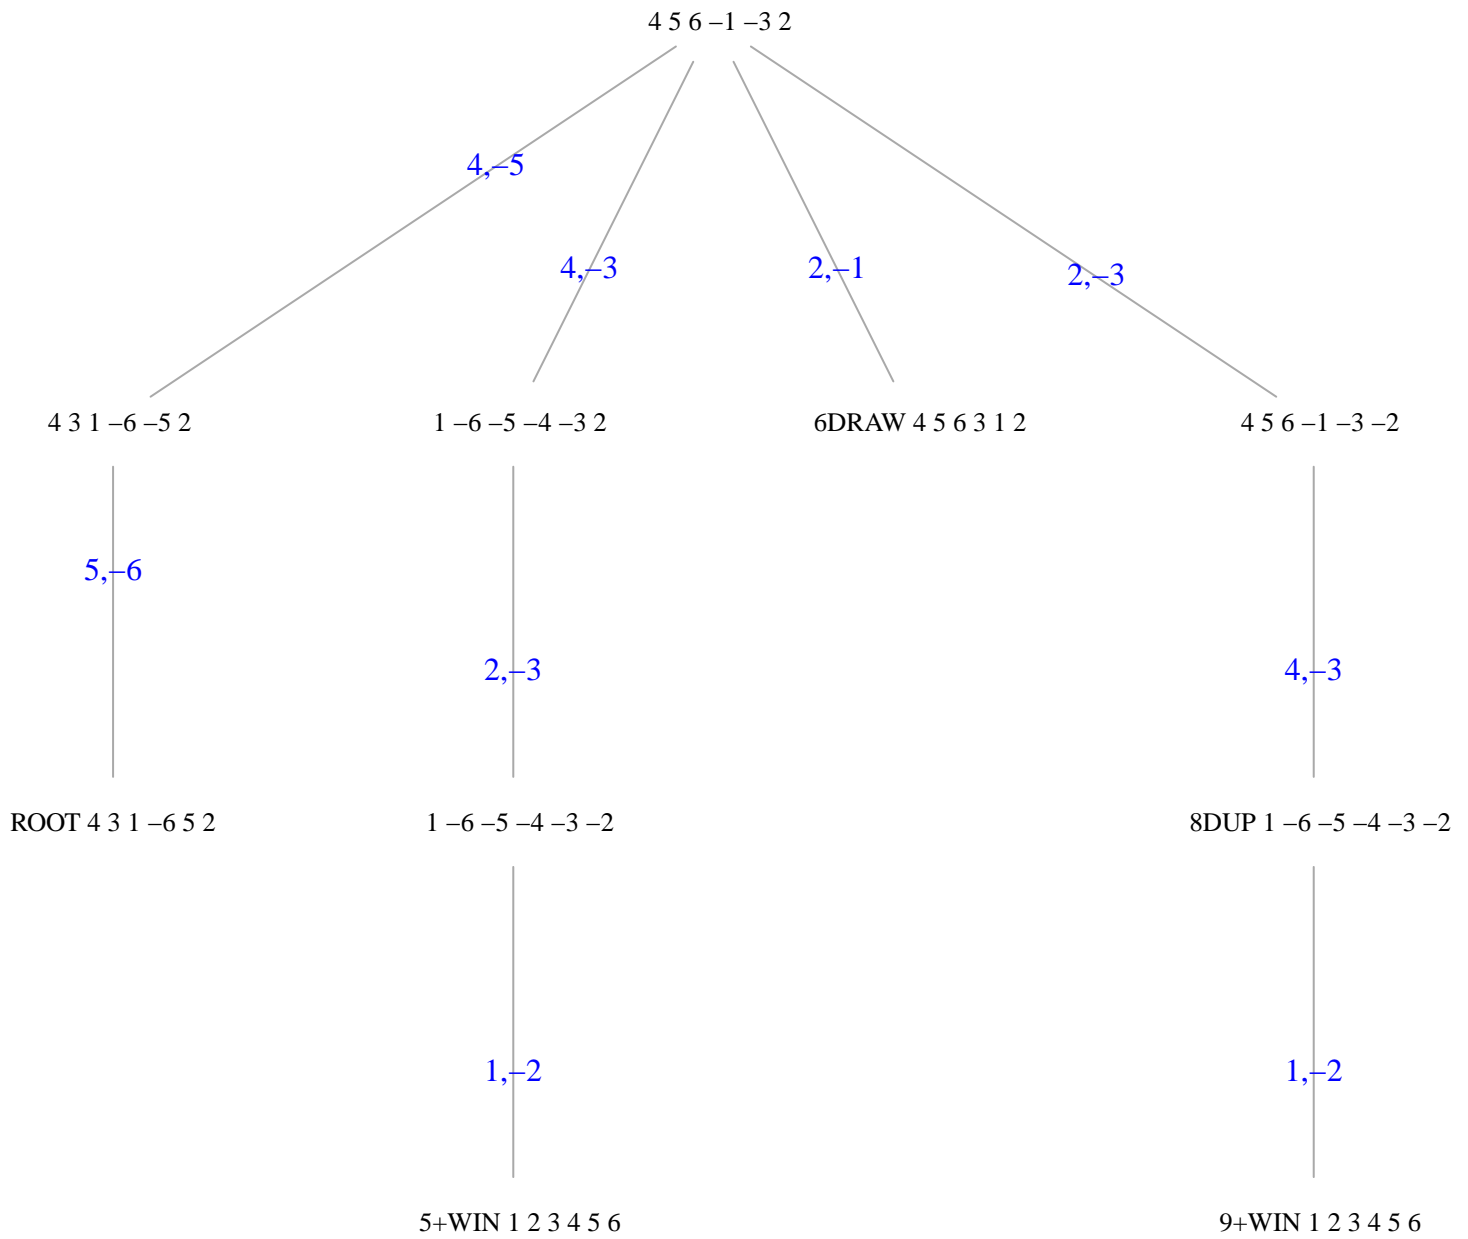 4 5 6 –1 –3 2
4,–5
4,–3
2,–1
2,–3
4 3 1 –6 –5 2
1 –6 –5 –4 –3 2
6DRAW 4 5 6 3 1 2
4 5 6 –1 –3 –2
5,–6
2,–3
4,–3
ROOT 4 3 1 –6 5 2
1 –6 –5 –4 –3 –2
8DUP 1 –6 –5 –4 –3 –2
1,–2
1,–2
5+WIN 1 2 3 4 5 6
9+WIN 1 2 3 4 5 6